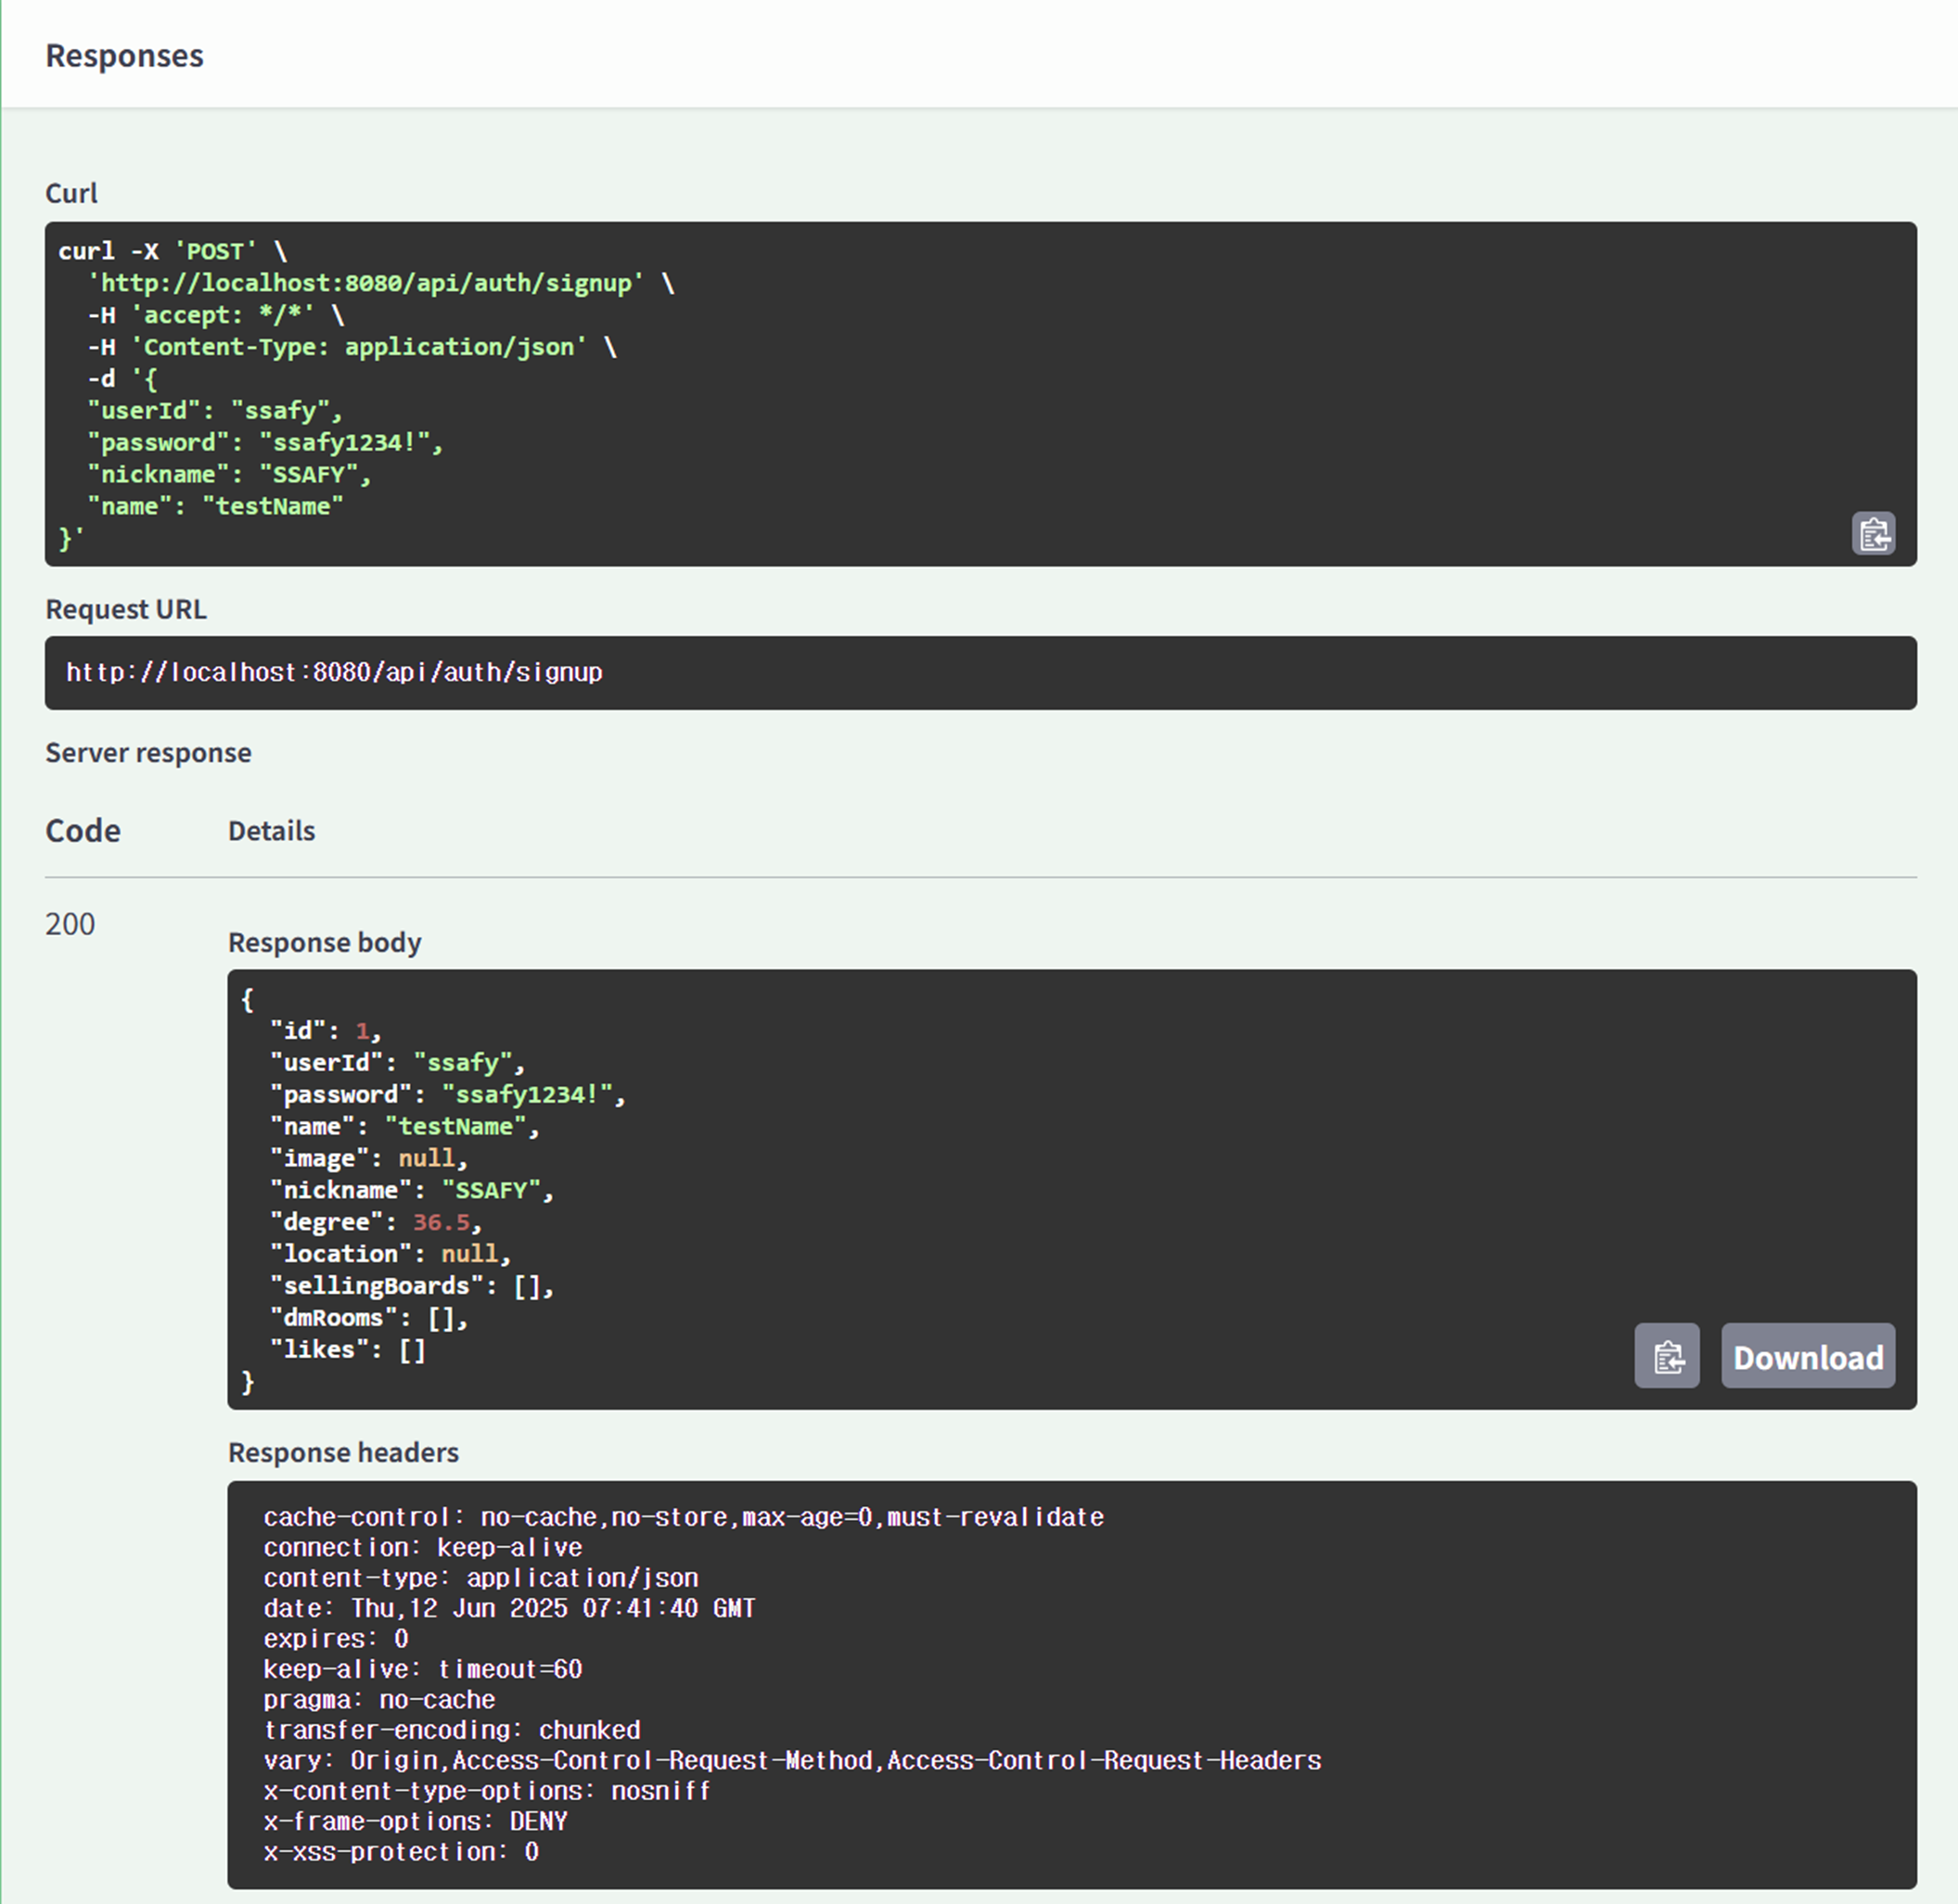 Responses
Curl
curl -X 'POST' \
  'http://localhost:8080/api/auth/signup' \
  -H 'accept: */*' \
  -H 'Content-Type: application/json' \
  -d '{
  "userId": "ssafy",
  "password": "ssafy1234!",
  "nickname": "SSAFY",
  "name": "testName"
}'
Request URL
http://localhost:8080/api/auth/signup
Server response
Code Details
200
Response body
{
  "id": 1,
  "userId": "ssafy",
  "password": "ssafy1234!",
  "name": "testName",
  "image": null,
  "nickname": "SSAFY",
  "degree": 36.5,
  "location": null,
  "sellingBoards": [],
  "dmRooms": [],
  "likes": []
}
Download
Response headers
cache-control: no-cache,no-store,max-age=0,must-revalidate
connection: keep-alive
content-type: application/json
date: Thu,12 Jun 2025 07:41:40 GMT
expires: 0
keep-alive: timeout=60
pragma: no-cache
transfer-encoding: chunked
vary: Origin,Access-Control-Request-Method,Access-Control-Request-Headers
x-content-type-options: nosniff
x-frame-options: DENY
x-xss-protection: 0